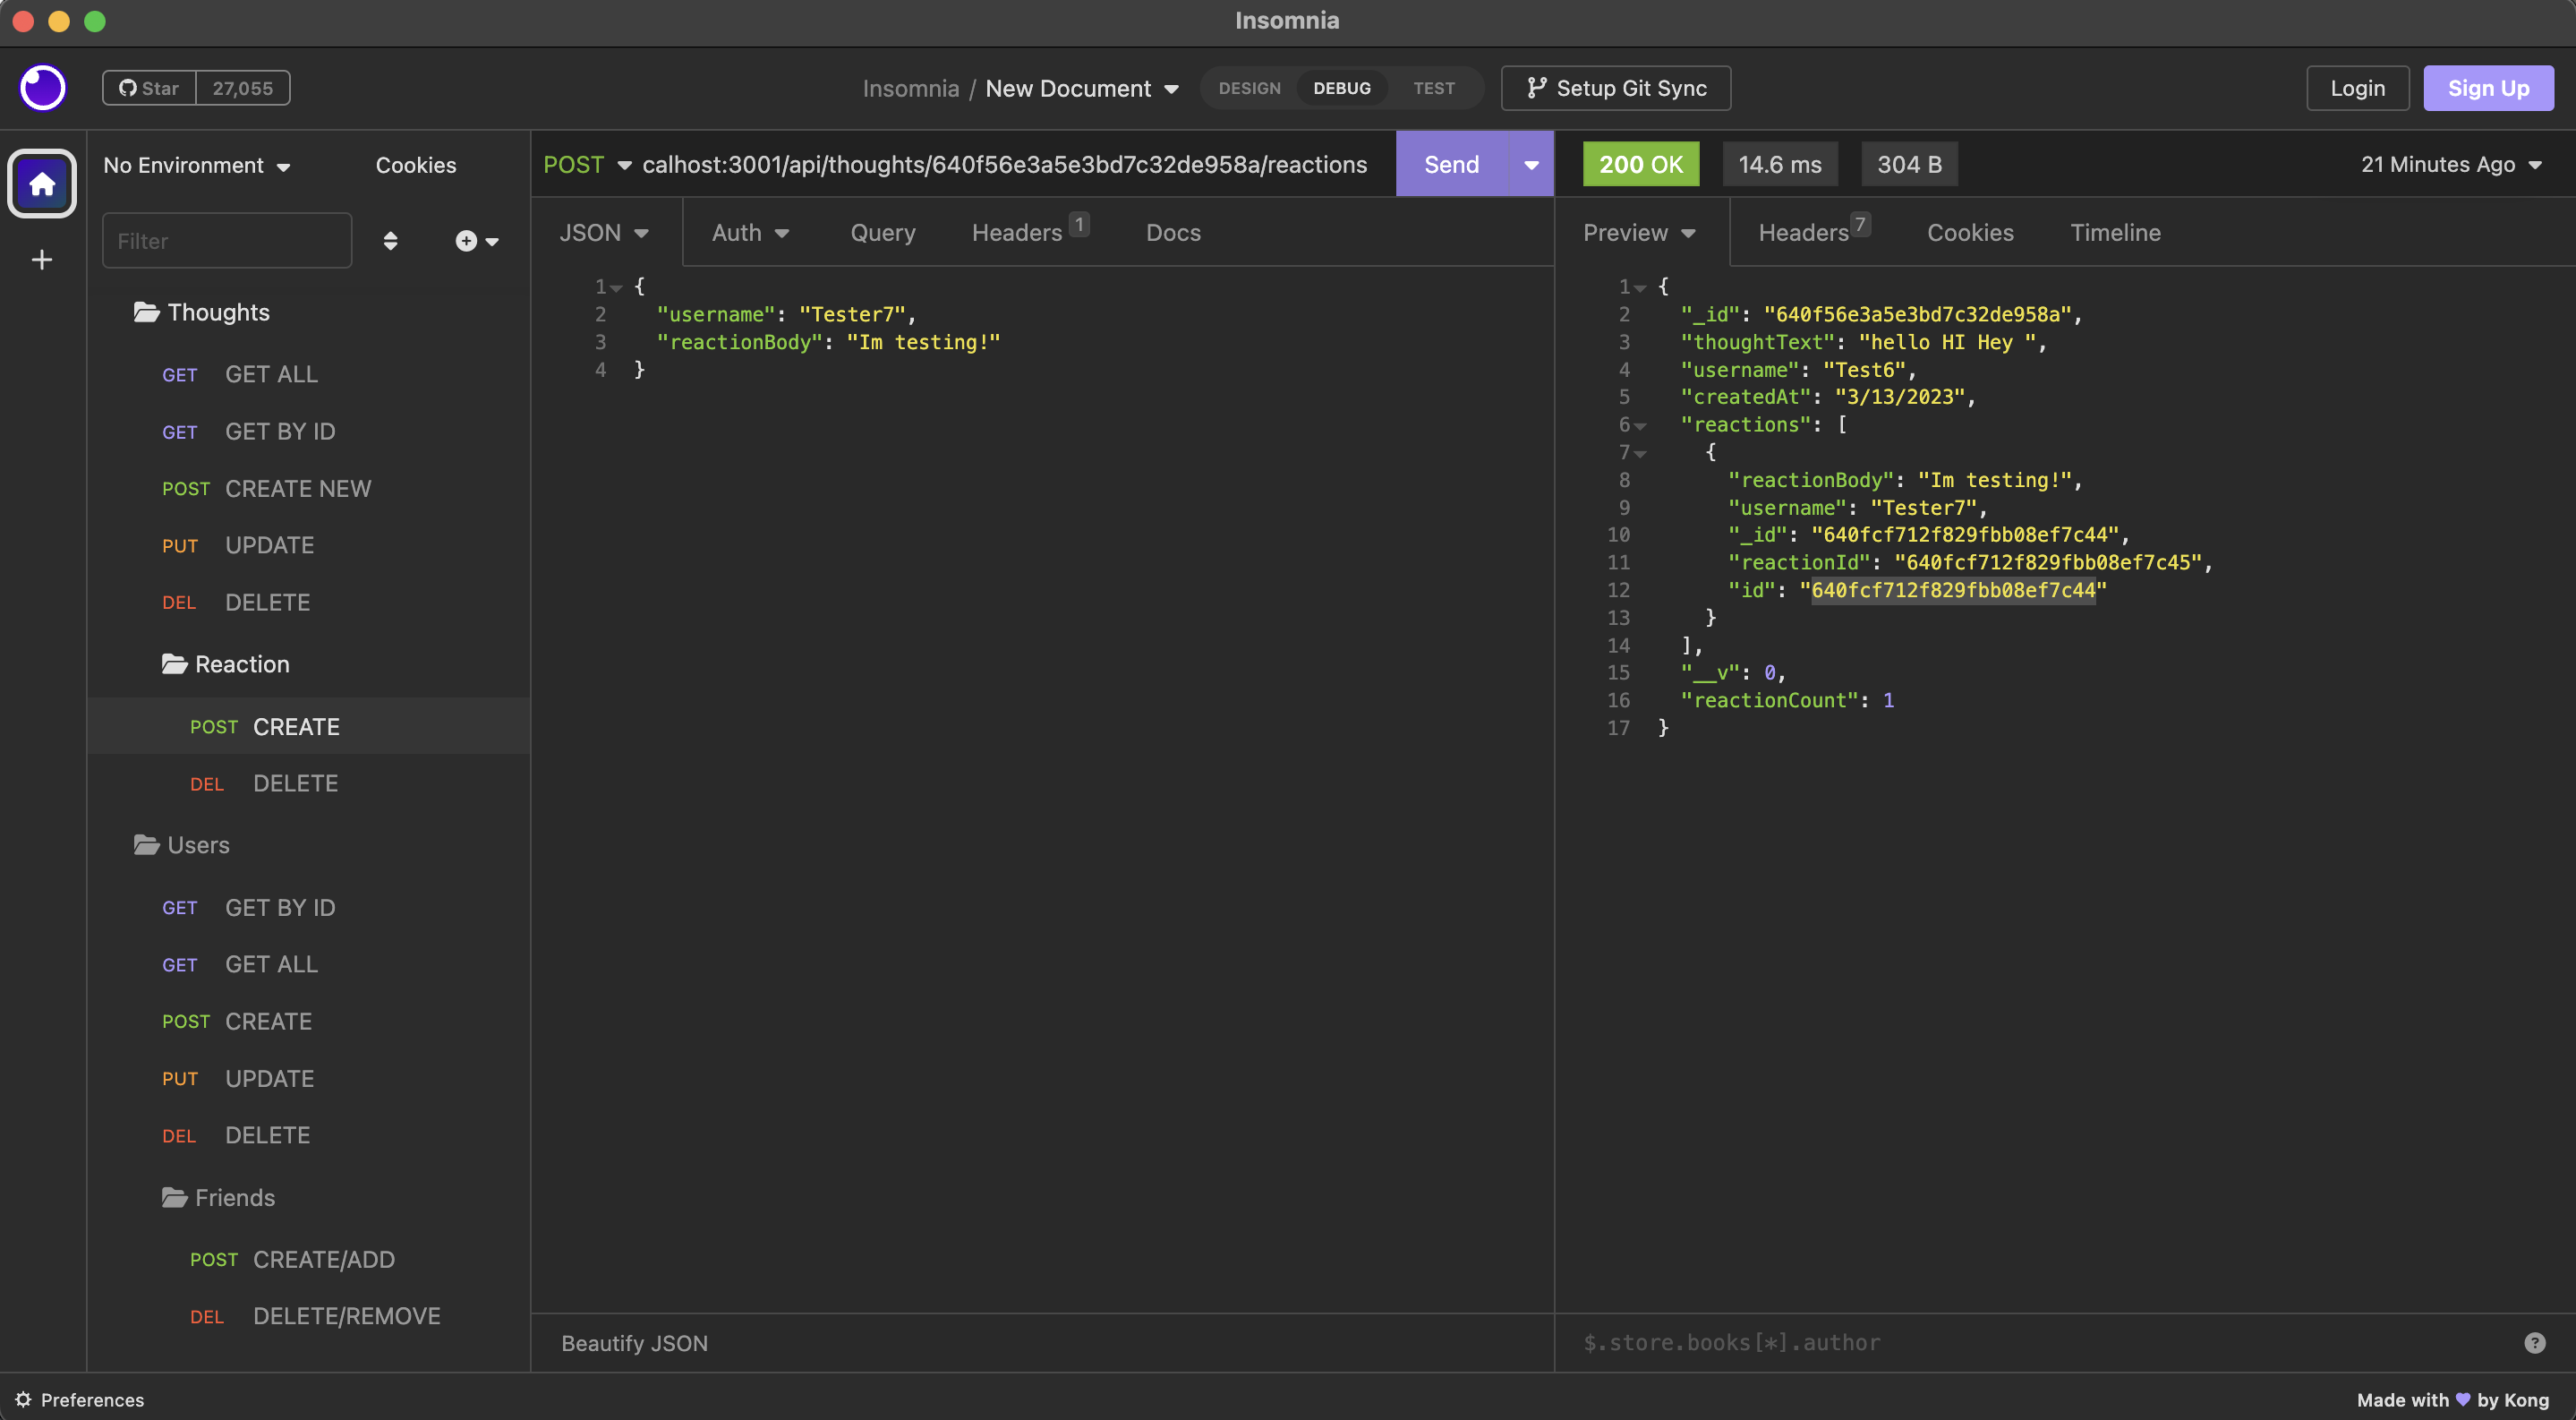 Insomnia
Star 27,055
Insomnia / New Document
DESIGN DEBUG TEST
Setup Git Sync
Login
Sign Up
No Environment
Cookies
Filter
Thoughts
GET GET ALL
GET GET BY ID
POST CREATE NEW
PUT UPDATE
DEL DELETE
Reaction
POST CREATE
DEL DELETE
Users
GET GET BY ID
GET GET ALL
POST CREATE
PUT UPDATE
DEL DELETE
Friends
POST CREATE/ADD
DEL DELETE/REMOVE
POST calhost:3001/api/thoughts/640f56e3a5e3bd7c32de958a/reactions Send
JSON Auth Query Headers 1 Docs
1 {
2 "username": "Tester7",
3 "reactionBody": "Im testing!"
4 }
Beautify JSON
200 OK 14.6 ms 304 B 21 Minutes Ago
Preview Headers 7 Cookies Timeline
1 {
2 "_id": "640f56e3a5e3bd7c32de958a",
3 "thoughtText": "hello HI Hey ",
4 "username": "Test6",
5 "createdAt": "3/13/2023",
6 "reactions": [
7 {
8 "reactionBody": "Im testing!",
9 "username": "Tester7",
10 "_id": "640fcf712f829fbb08ef7c44",
11 "reactionId": "640fcf712f829fbb08ef7c45",
12 "id": "640fcf712f829fbb08ef7c44"
13 }
14 ],
15 "__v": 0,
16 "reactionCount": 1
17 }
$.store.books[*].author
?
Preferences
Made with 💜 by Kong